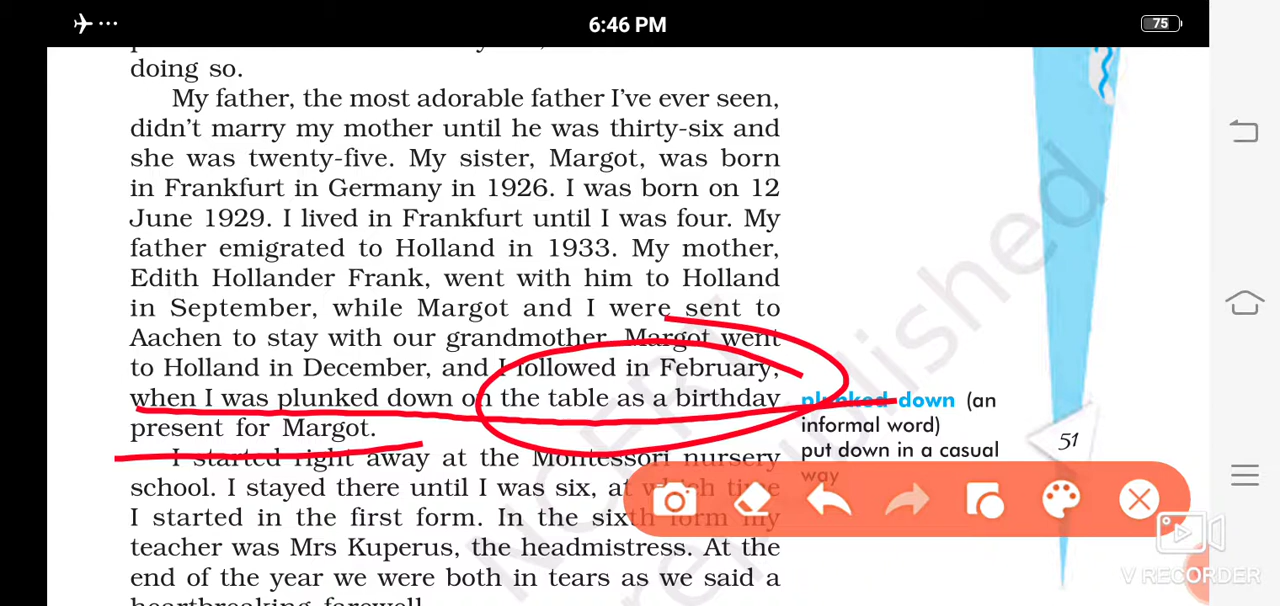 6:46 PM
75
doing so.
My father, the most adorable father I've ever seen,
didn't marry my mother until he was thirty-six and
she was twenty-five. My sister, Margot, was born
in Frankfurt in Germany in 1926. I was born on 12
June 1929. I lived in Frankfurt until I was four. My
father emigrated to Holland in 1933. My mother,
Edith Hollander Frank, went with him to Holland
in September, while Margot and I were sent to
Aachen to stay with our grandmother. Margot went
to Holland in December, and I followed in February,
when I was plunked down on the table as a birthday
present for Margot.
plunked down (an
informal word)
put down in a casual
way
51
I started right away at the Montessori nursery
school. I stayed there until I was six, at which time
I started in the first form. In the sixth form my
teacher was Mrs Kuperus, the headmistress. At the
end of the year we were both in tears as we said a
heartbreaking farewell
V RECORDER